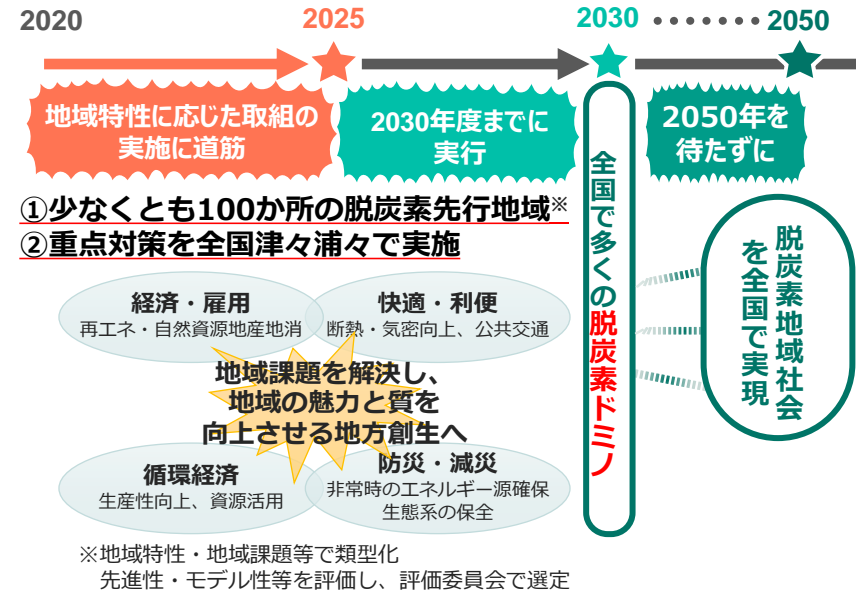 2020
2025
2030
2050
地域特性に応じた取組の
実施に道筋
2030年度までに
実行
2050年を
待たずに
①少なくとも100か所の脱炭素先行地域※
②重点対策を全国津々浦々で実施
経済・雇用
再エネ・自然資源地産地消
快適・利便
断熱・気密向上、公共交通
地域課題を解決し、
地域の魅力と質を
向上させる地方創生へ
循環経済
生産性向上、資源活用
防災・減災
非常時のエネルギー源確保
生態系の保全
※地域特性・地域課題等で類型化
先進性・モデル性等を評価し、評価委員会で選定
全国で多くの脱炭素ドミノ
脱炭素地域社会
を全国で実現